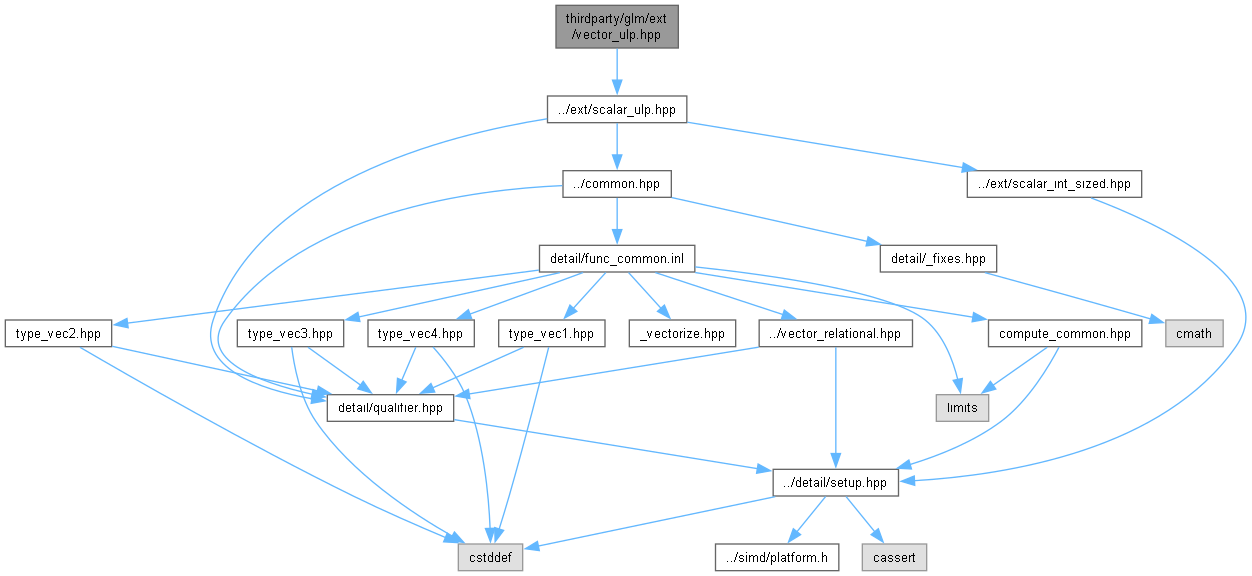 thirdparty/glm/ext
/vector_ulp.hpp
../ext/scalar_ulp.hpp
../common.hpp
../ext/scalar_int_sized.hpp
detail/func_common.inl
detail/_fixes.hpp
type_vec2.hpp
type_vec3.hpp
type_vec4.hpp
type_vec1.hpp
_vectorize.hpp
../vector_relational.hpp
compute_common.hpp
cmath
detail/qualifier.hpp
limits
../detail/setup.hpp
cstddef
../simd/platform.h
cassert